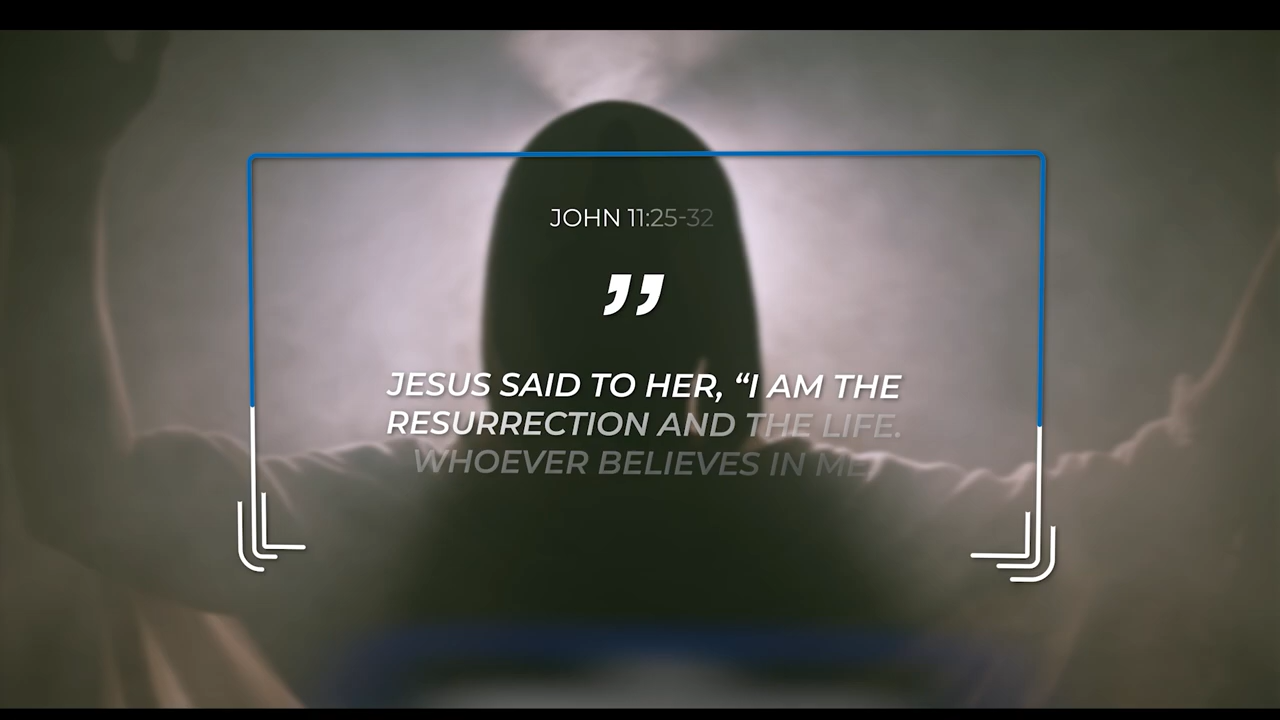 JOHN 11:25-32
”
JESUS SAID TO HER, “I AM THE
RESURRECTION AND THE LIFE.
WHOEVER BELIEVES IN ME